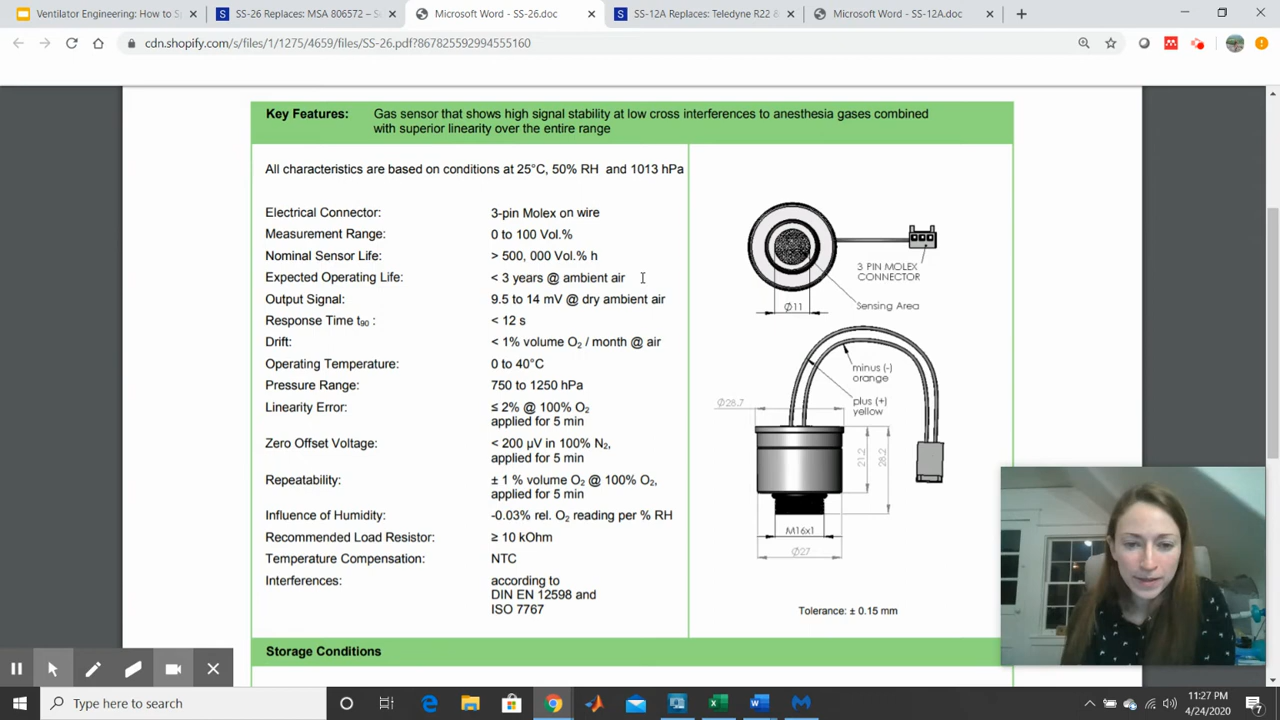 Ventilator Engineering: How to S
SS-26 Replaces: MSA 806572 – Se
Microsoft Word - SS-26.doc
SS-12A Replaces: Teledyne R22 8
Microsoft Word - SS-12A.doc
cdn.shopify.com/s/files/1/1275/4659/files/SS-26.pdf?867825592994555160
Key Features: Gas sensor that shows high signal stability at low cross interferences to anesthesia gases combined
with superior linearity over the entire range
All characteristics are based on conditions at 25°C, 50% RH and 1013 hPa
Electrical Connector: 3-pin Molex on wire
Measurement Range: 0 to 100 Vol.%
Nominal Sensor Life: > 500, 000 Vol.% h
Expected Operating Life: < 3 years @ ambient air
Output Signal: 9.5 to 14 mV @ dry ambient air
Response Time t90 : < 12 s
Drift: < 1% volume O2 / month @ air
Operating Temperature: 0 to 40°C
Pressure Range: 750 to 1250 hPa
Linearity Error: ≤ 2% @ 100% O2
applied for 5 min
Zero Offset Voltage: < 200 µV in 100% N2,
applied for 5 min
Repeatability: ± 1 % volume O2 @ 100% O2,
applied for 5 min
Influence of Humidity: -0.03% rel. O2 reading per % RH
Recommended Load Resistor: ≥ 10 kOhm
Temperature Compensation: NTC
Interferences: according to
DIN EN 12598 and
ISO 7767
3 PIN MOLEX
CONNECTOR
Sensing Area
Ø11
minus (-)
orange
plus (+)
yellow
Ø28.7
21.2
28.2
M16x1
Ø27
Tolerance: ± 0.15 mm
Storage Conditions
Type here to search
11:27 PM
4/24/2020
7